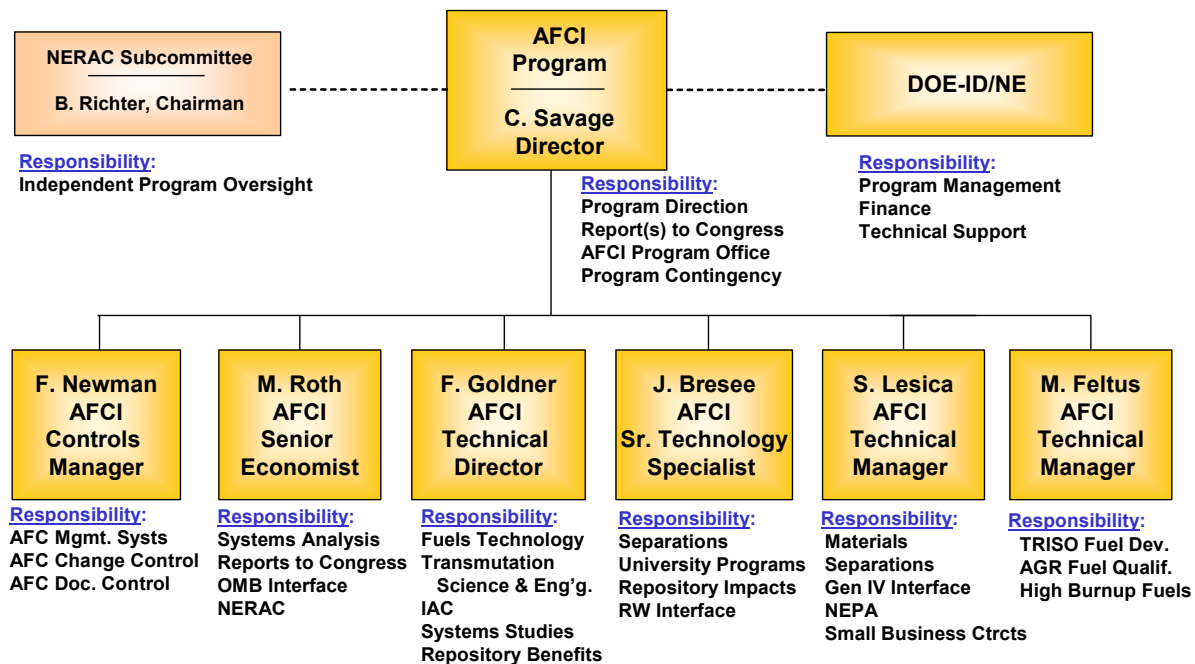 NERAC Subcommittee
B. Richter, Chairman
Responsibility:
Independent Program Oversight
AFCI
Program
C. Savage
Director
Responsibility:
Program Direction
Report(s) to Congress
AFCI Program Office
Program Contingency
DOE-ID/NE
Responsibility:
Program Management
Finance
Technical Support
F. Newman
AFCI
Controls
Manager
Responsibility:
AFC Mgmt. Systs
AFC Change Control
AFC Doc. Control
M. Roth
AFCI
Senior
Economist
Responsibility:
Systems Analysis
Reports to Congress
OMB Interface
NERAC
F. Goldner
AFCI
Technical
Director
Responsibility:
Fuels Technology
Transmutation
Science & Eng'g.
IAC
Systems Studies
Repository Benefits
J. Bresee
AFCI
Sr. Technology
Specialist
Responsibility:
Separations
University Programs
Repository Impacts
RW Interface
S. Lesica
AFCI
Technical
Manager
Responsibility:
Materials
Separations
Gen IV Interface
NEPA
Small Business Ctrcts
M. Feltus
AFCI
Technical
Manager
Responsibility:
TRISO Fuel Dev.
AGR Fuel Qualif.
High Burnup Fuels